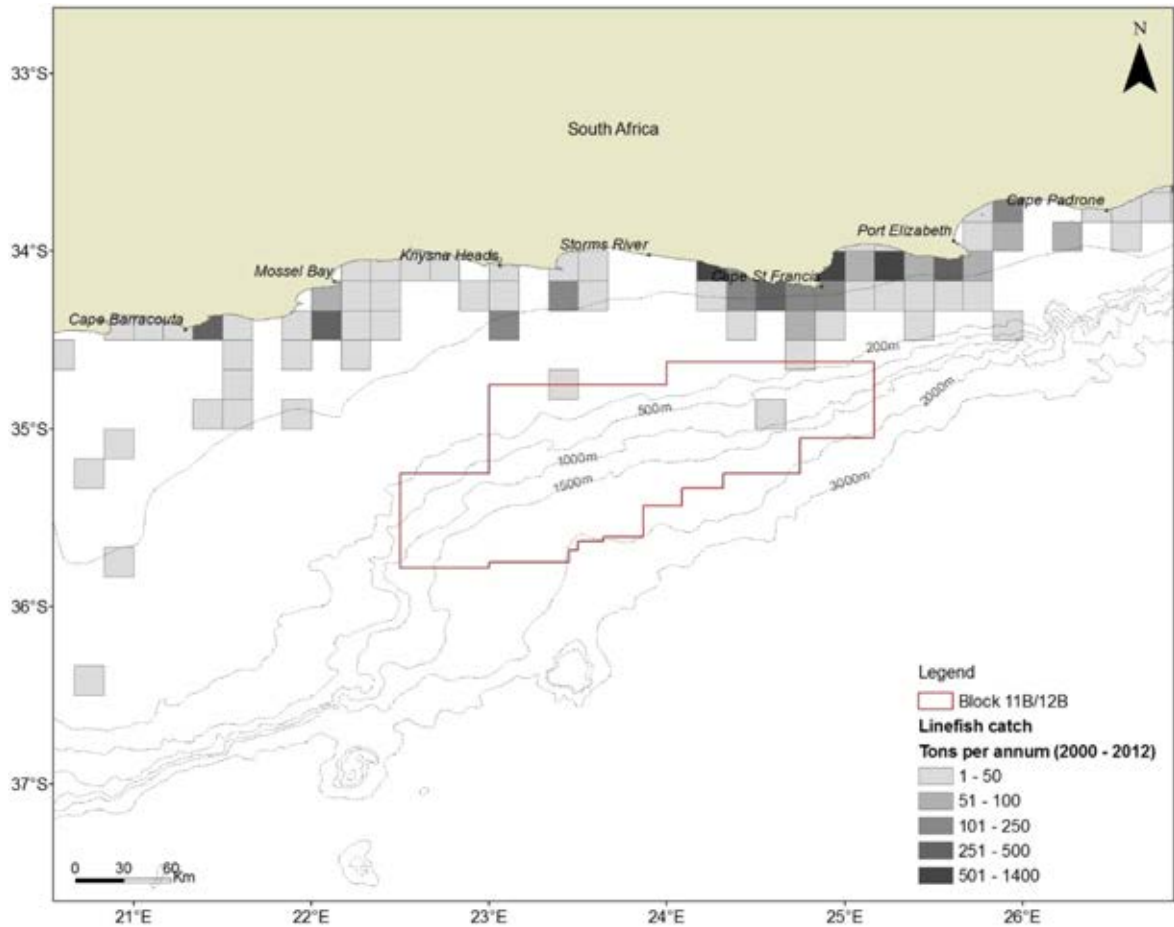 N
33°S
South Africa
Cape Padrone
Port Elizabeth
34°S
Storms River
Knysna Heads
Mossel Bay
Cape St Francis
Cape Barracouta
200m
500m
2000m
35°S
1000m
1500m
3000m
36°S
Legend
Block 11B/12B
Linefish catch
Tons per annum (2000 - 2012)
1 - 50
51 - 100
101 - 250
251 - 500
501 - 1400
37°S
0 30 60
Km
21°E 22°E 23°E 24°E 25°E 26°E